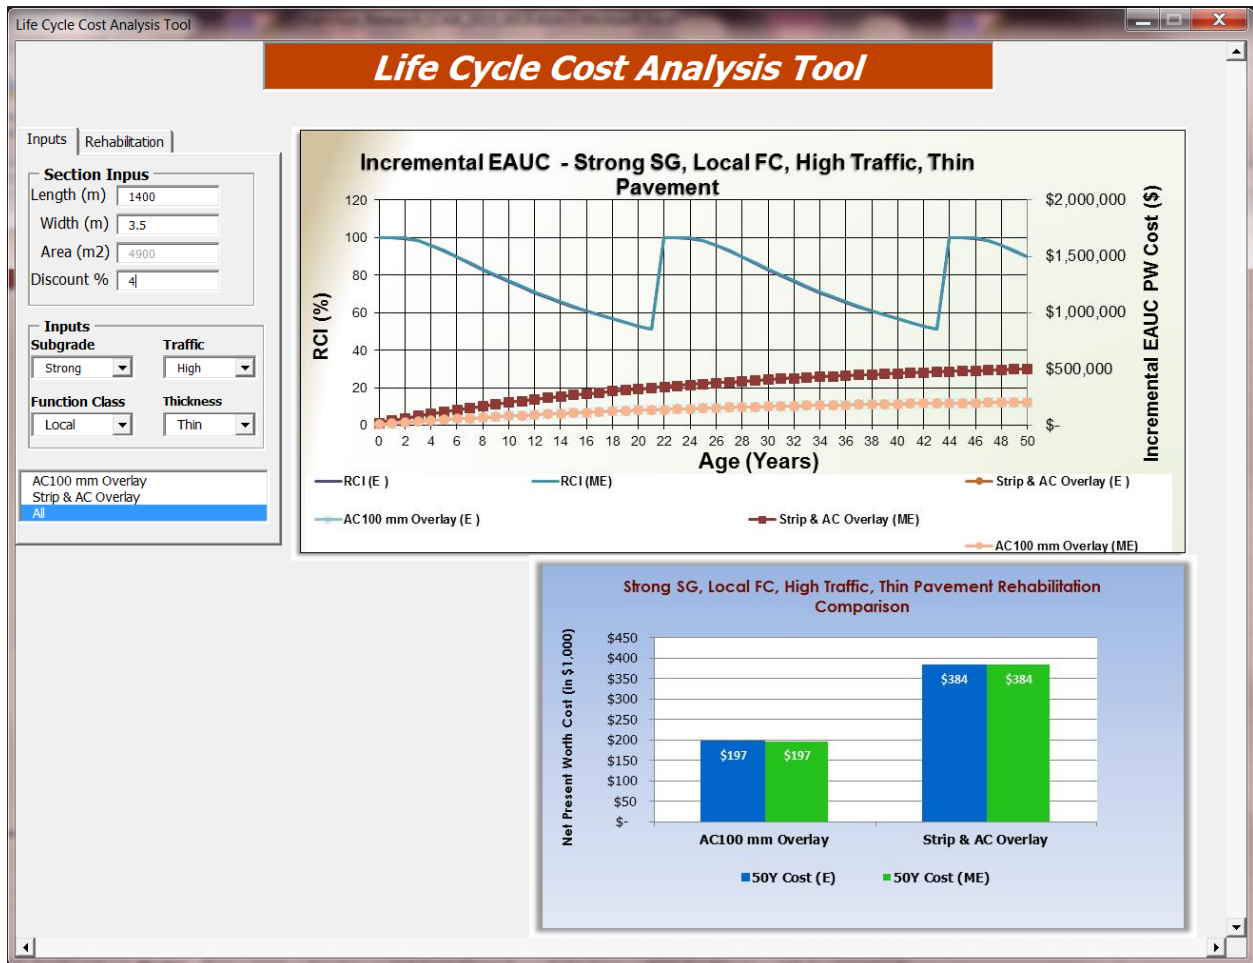 Life Cycle Cost Analysis Tool
Life Cycle Cost Analysis Tool
Inputs
Rehabilitation
Section Inpus
Length (m) 1400
Width (m) 3.5
Area (m2) 4900
Discount % 4
Inputs
Subgrade Traffic
Strong High
Function Class Thickness
Local Thin
AC100 mm Overlay
Strip & AC Overlay
All
Incremental EAUC - Strong SG, Local FC, High Traffic, Thin
Pavement
RCI (%)
120
100
80
60
40
20
0
$2,000,000
$1,500,000
$1,000,000
$500,000
$-
Incremental EAUC PW Cost ($)
0 2 4 6 8 10 12 14 16 18 20 22 24 26 28 30 32 34 36 38 40 42 44 46 48 50
Age (Years)
RCI (E )
RCI (ME)
Strip & AC Overlay (E )
AC100 mm Overlay (E )
Strip & AC Overlay (ME)
AC100 mm Overlay (ME)
Strong SG, Local FC, High Traffic, Thin Pavement Rehabilitation
Comparison
Net Present Worth Cost (in $1,000)
$450
$400
$350
$300
$250
$200
$150
$100
$50
$-
$197 $197 $384 $384
AC100 mm Overlay Strip & AC Overlay
50Y Cost (E) 50Y Cost (ME)